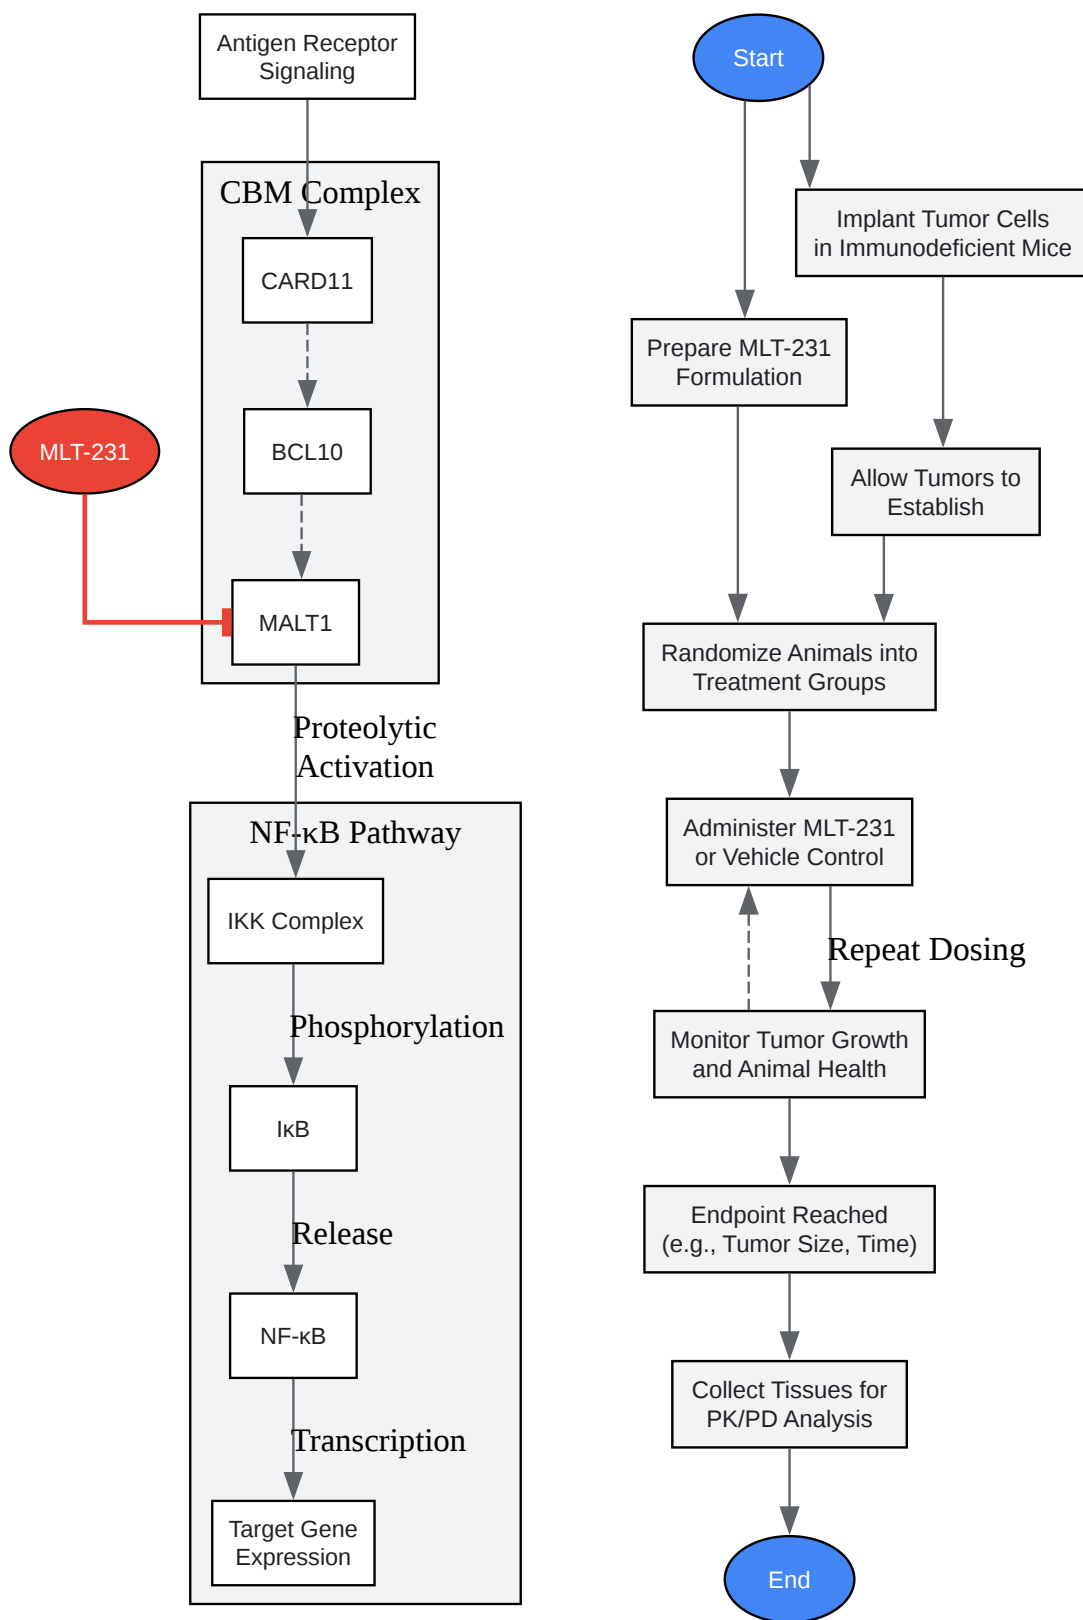 Antigen Receptor
Signaling
CBM Complex
CARD11
BCL10
MLT-231
MALT1
Proteolytic
Activation
NF-κB Pathway
IKK Complex
Phosphorylation
IκB
Release
NF-κB
Transcription
Target Gene
Expression
Start
Implant Tumor Cells
in Immunodeficient Mice
Prepare MLT-231
Formulation
Allow Tumors to
Establish
Randomize Animals into
Treatment Groups
Administer MLT-231
or Vehicle Control
Repeat Dosing
Monitor Tumor Growth
and Animal Health
Endpoint Reached
(e.g., Tumor Size, Time)
Collect Tissues for
PK/PD Analysis
End